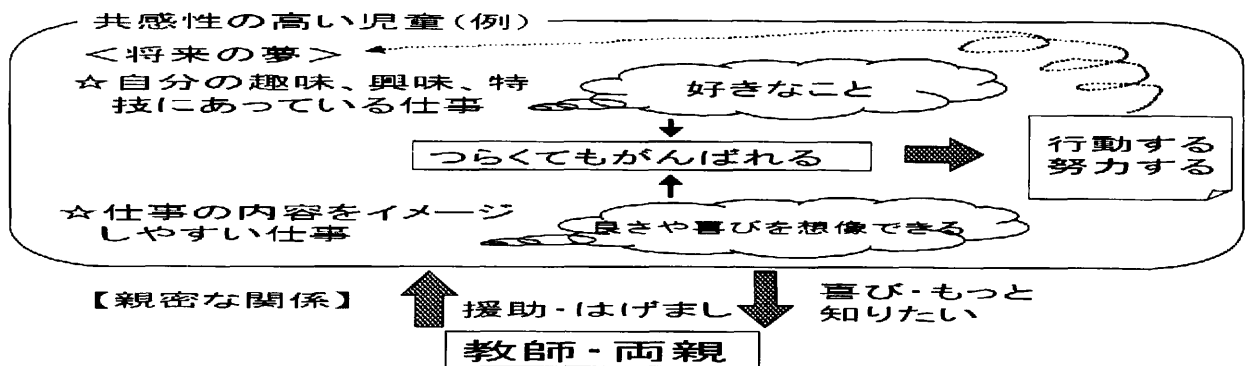 共感性の高い児童(例)
<将来の夢>
☆自分の趣味、興味、特
技にあっている仕事
好きなこと
つらくてもがんばれる
行動する
努力する
☆仕事の内容をイメージ
しやすい仕事
良さや喜びを想像できる
【親密な関係】
援助・はげまし
喜び・もっと
知りたい
教師・両親